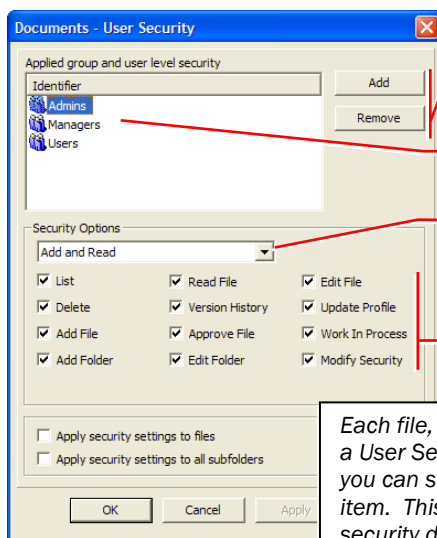 Documents - User Security
Applied group and user level security
Identifier
Admins
Managers
Users
Add
Remove
Security Options
Add and Read
List
Read File
Edit File
Delete
Version History
Update Profile
Add File
Approve File
Work In Process
Add Folder
Edit Folder
Modify Security
Apply security settings to files
Apply security settings to all subfolders
OK
Cancel
Apply
Each file,
a User Se
you can s
item. This
security d